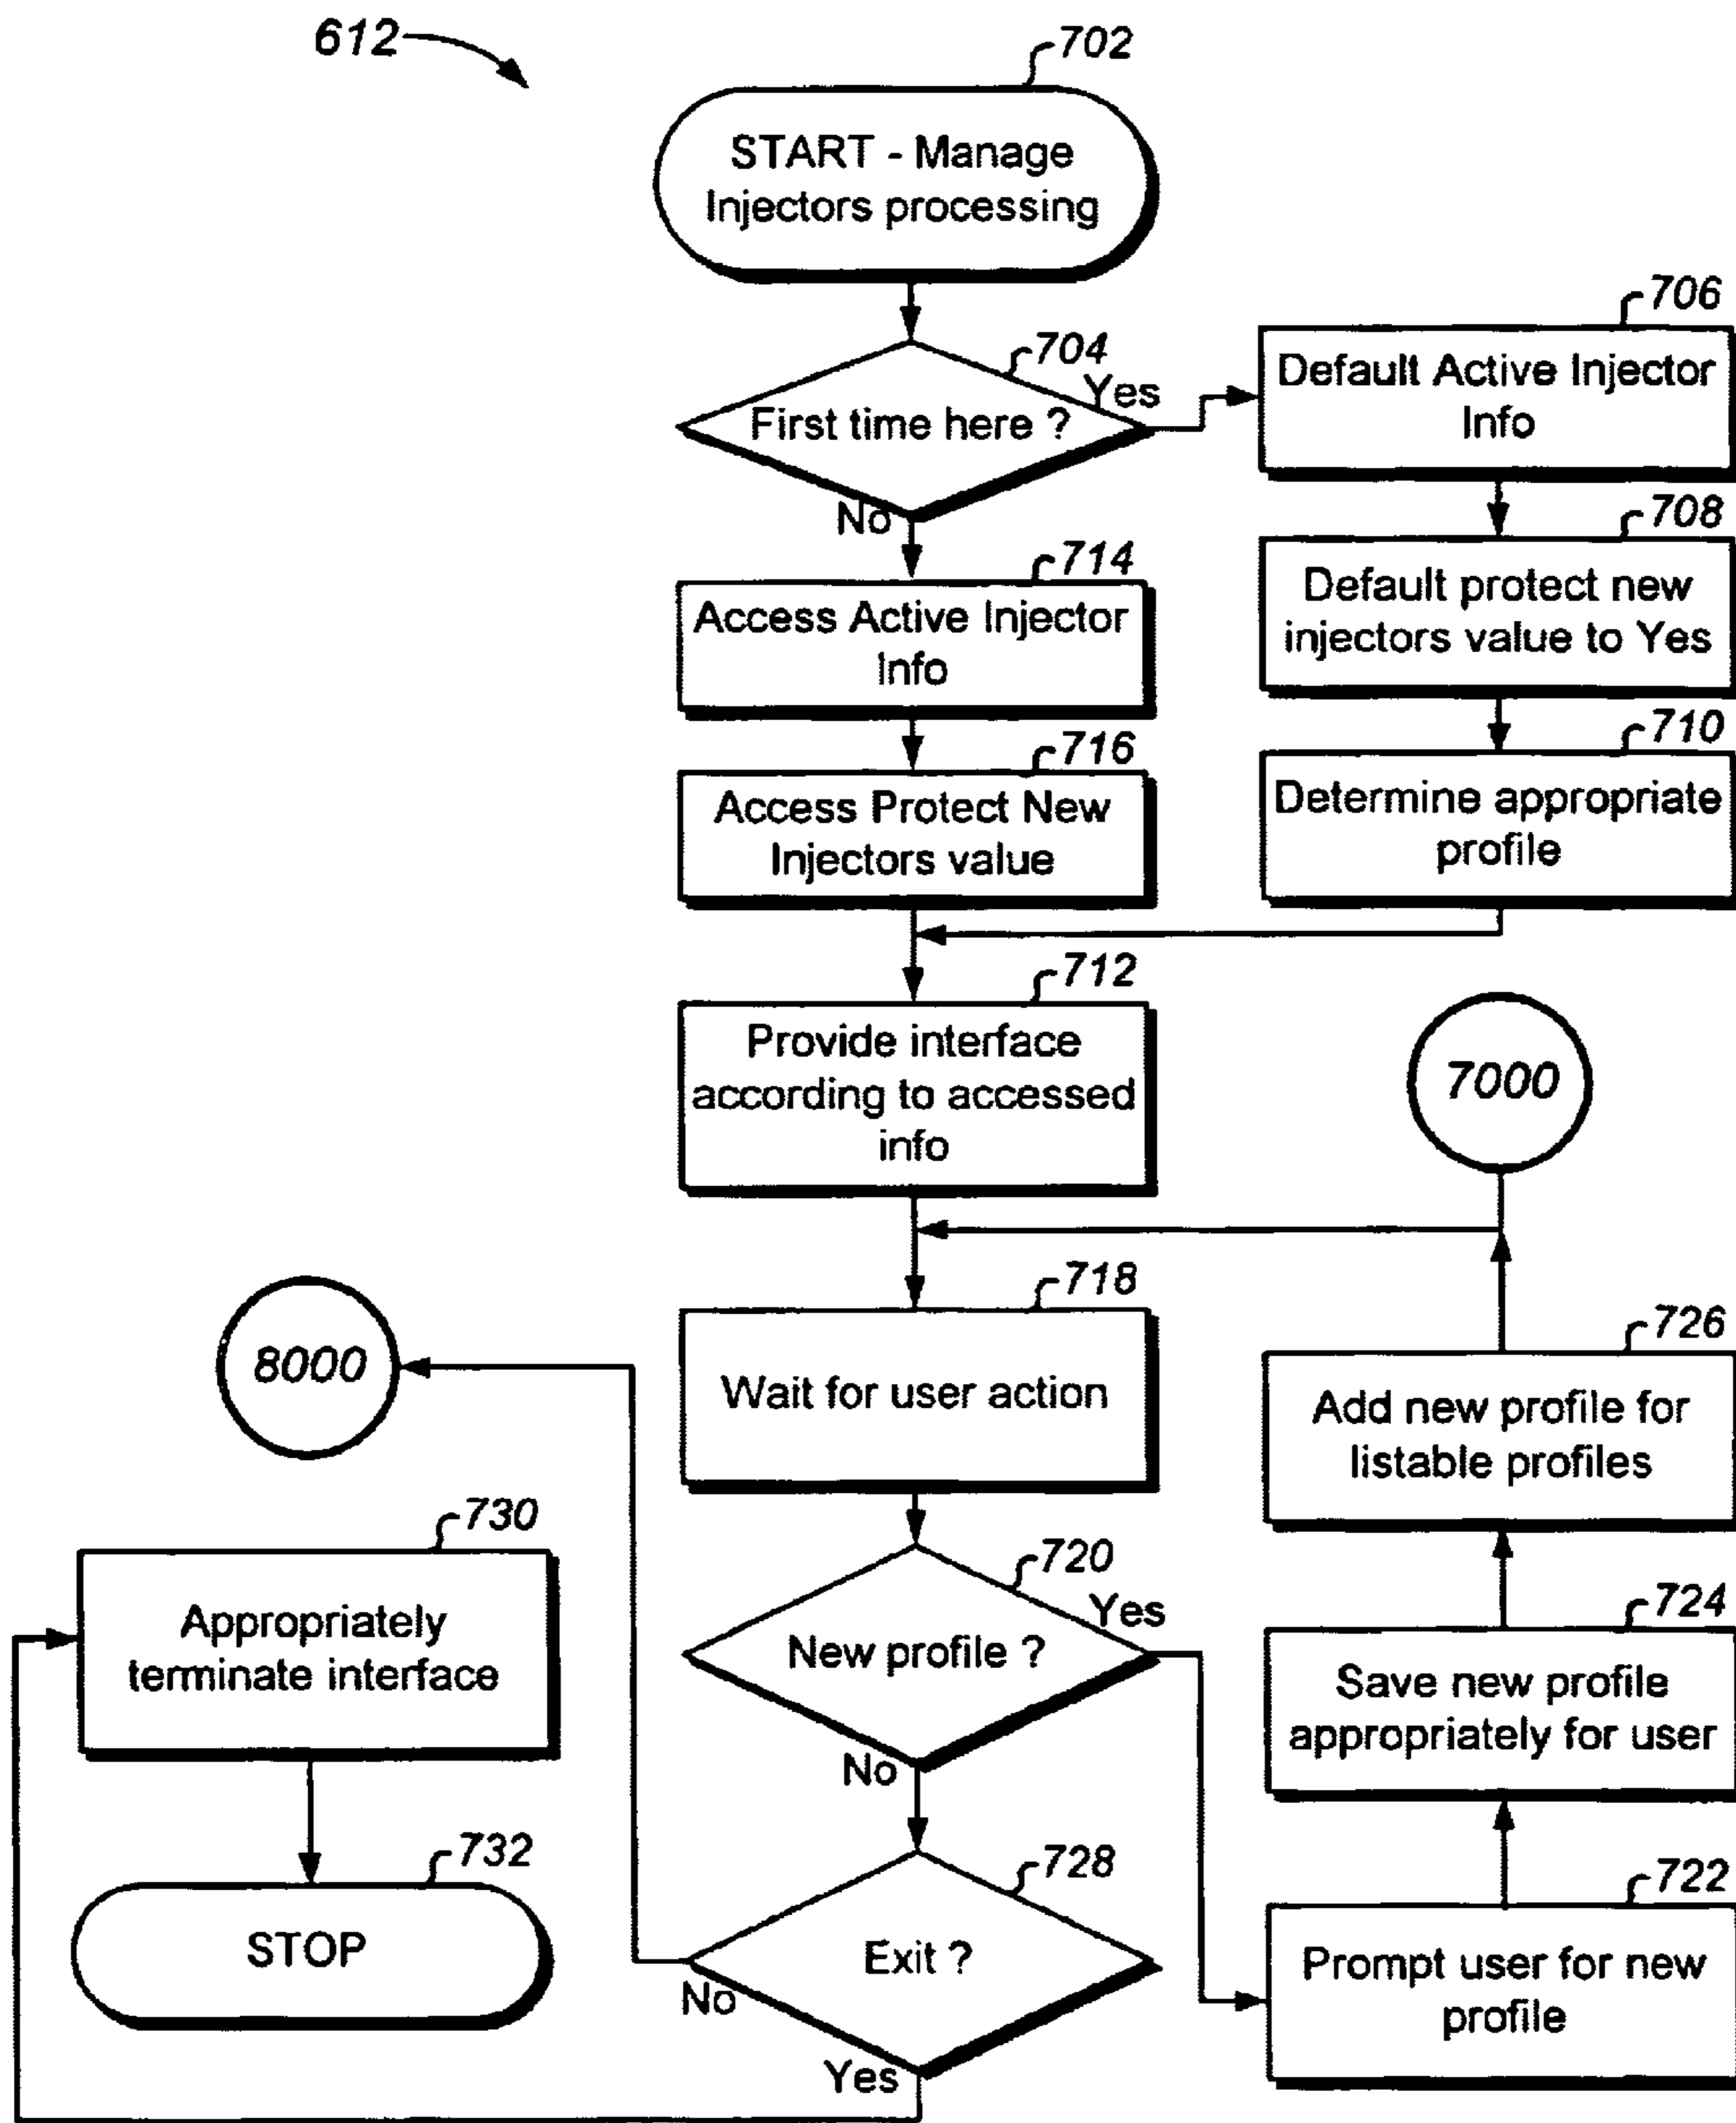 612
702
START - Manage
Injectors processing
704
First time here ?
Yes
No
706
Default Active Injector
Info
708
Default protect new
injectors value to Yes
710
Determine appropriate
profile
714
Access Active Injector
Info
716
Access Protect New
Injectors value
712
Provide interface
according to accessed
info
7000
718
Wait for user action
8000
720
New profile ?
Yes
No
726
Add new profile for
listable profiles
724
Save new profile
appropriately for user
722
Prompt user for new
profile
728
Exit ?
No
Yes
730
Appropriately
terminate interface
732
STOP